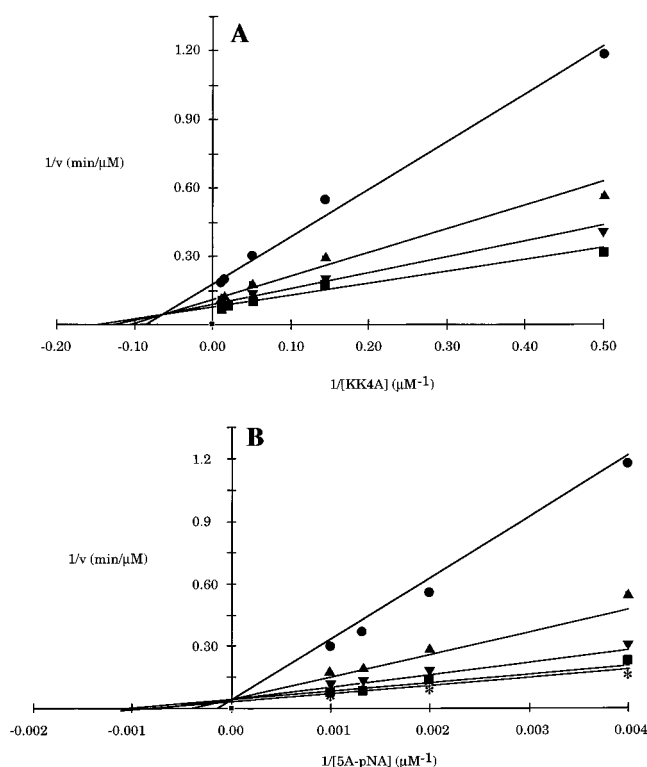 A
1.20
0.90
1/v (min/µM)
0.60
0.30
-0.20 -0.10 0.00 0.10 0.20 0.30 0.40 0.50
1/[KK4A] (µM-1)
B
1.2
0.9
1/v (min/µM)
0.60
0.30
-0.002 -0.001 0.00 0.001 0.002 0.003 0.004
1/[5A-pNA] (µM-1)